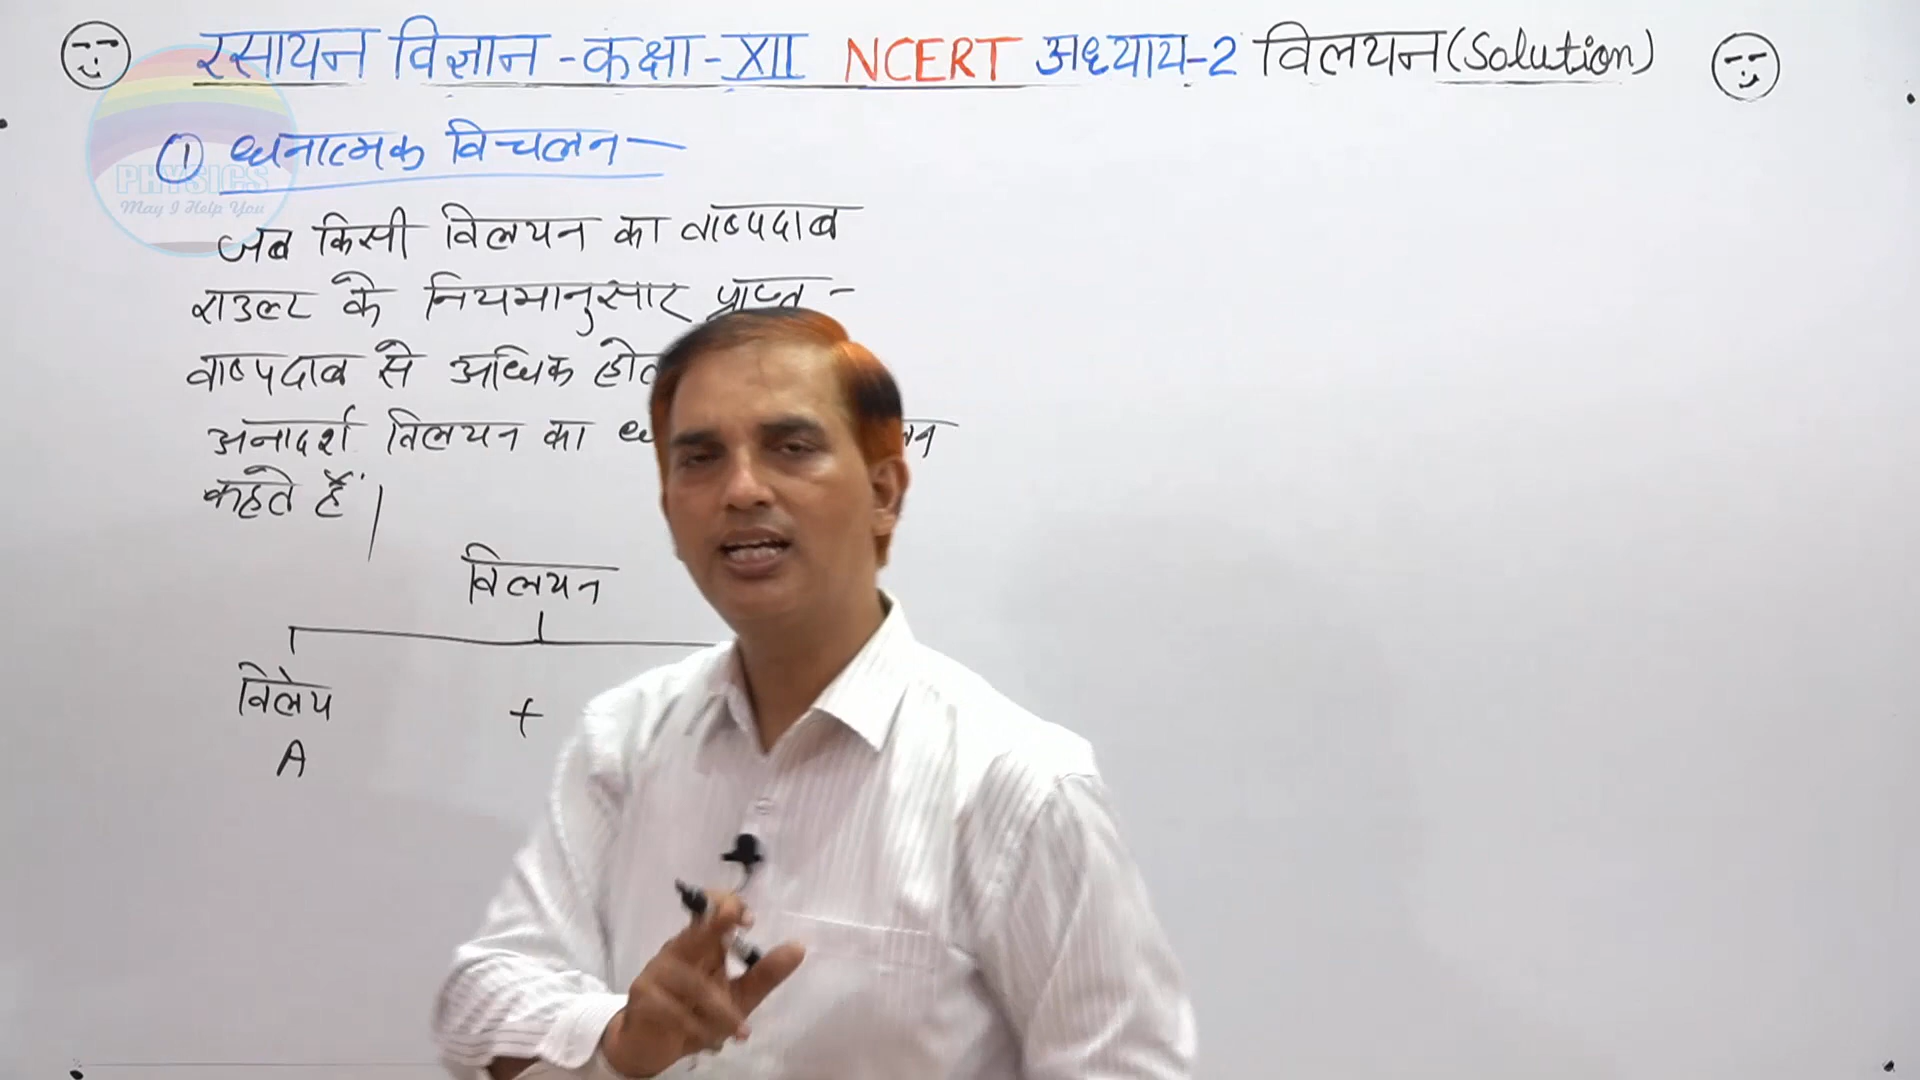 रसायन विज्ञान -कक्षा-XII NCERT अध्याय-2 विलयन (Solution)
① धनात्मक विचलन—
PHYSICS
May I Help You
जब किसी विलयन का वाष्पदाब
राउल्ट के नियमानुसार प्राप्त -
वाष्पदाब से अधिक
अनादर्श विलयन का
कहते हैं |
विलयन
विलेय +
A